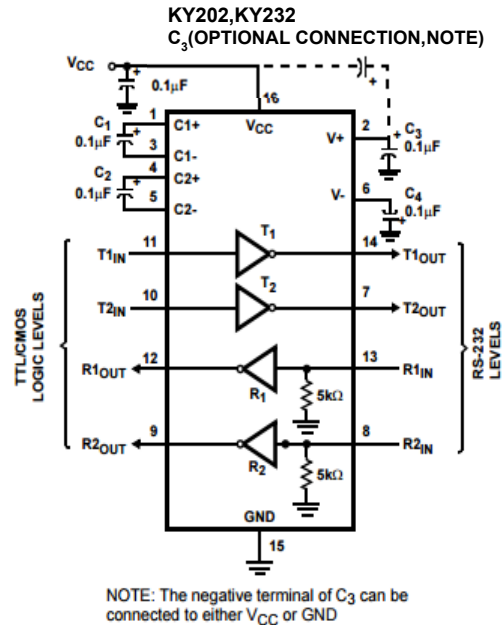 KY202,KY232
C3(OPTIONAL CONNECTION,NOTE)
VCC
+
0.1μF
+
16
VCC
1
C1+
C1
0.1μF
+
3
C1-
4
C2+
C2
0.1μF
+
5
C2-
V+
2
+
C3
0.1μF
V-
6
C4
0.1μF
+
T1
T1IN
11
14
T1OUT
T2
T2IN
10
7
T2OUT
R1OUT
12
13
R1IN
R1
5kΩ
R2OUT
9
8
R2IN
R2
5kΩ
TTL/CMOS
LOGIC LEVELS
RS-232
LEVELS
GND
15
NOTE: The negative terminal of C3 can be
connected to either VCC or GND